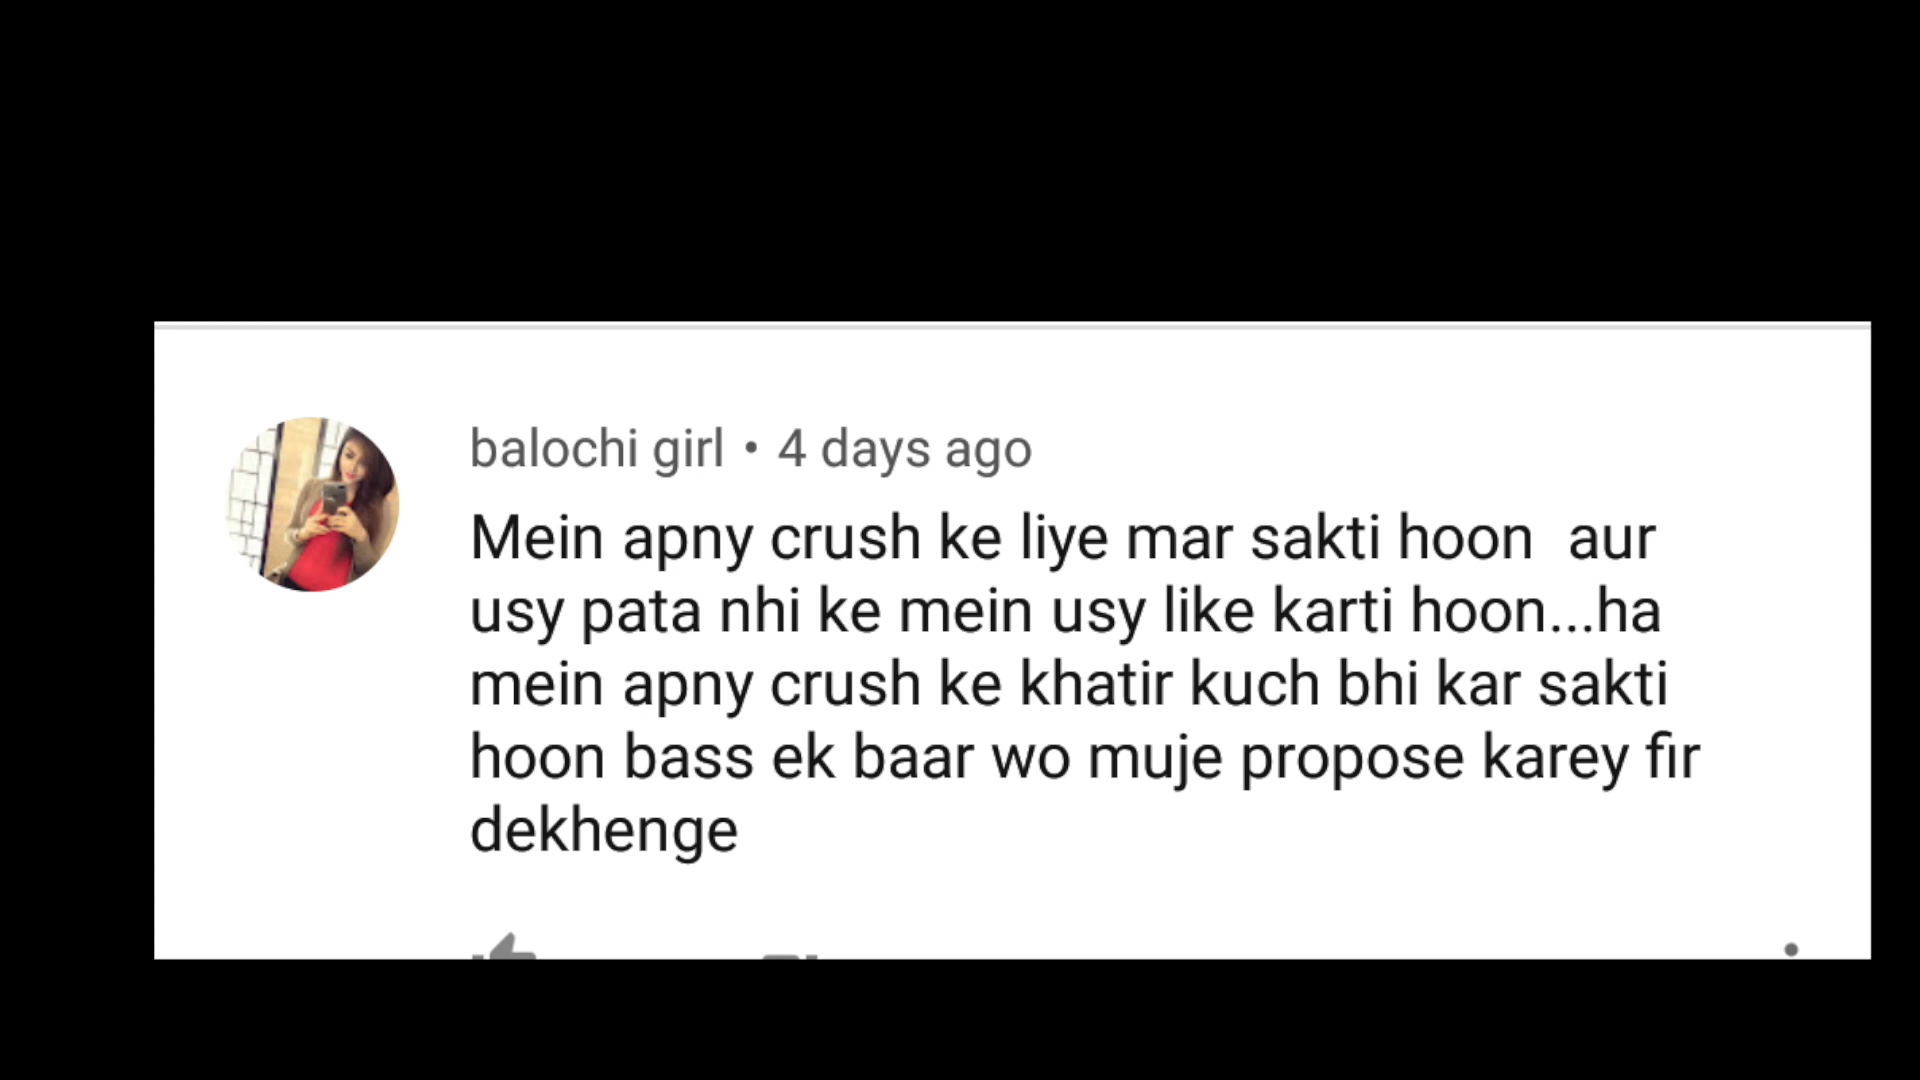 balochi girl • 4 days ago
Mein apny crush ke liye mar sakti hoon  aur
usy pata nhi ke mein usy like karti hoon...ha
mein apny crush ke khatir kuch bhi kar sakti
hoon bass ek baar wo muje propose karey fir
dekhenge